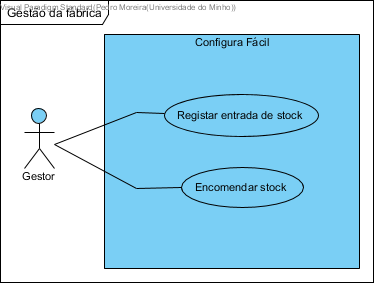 Visual Paradigm Standard(Pedro Moreira(Universidade do Minho))
Gestão da fábrica
Configura Fácil
Registar entrada de stock
Encomendar stock
Gestor